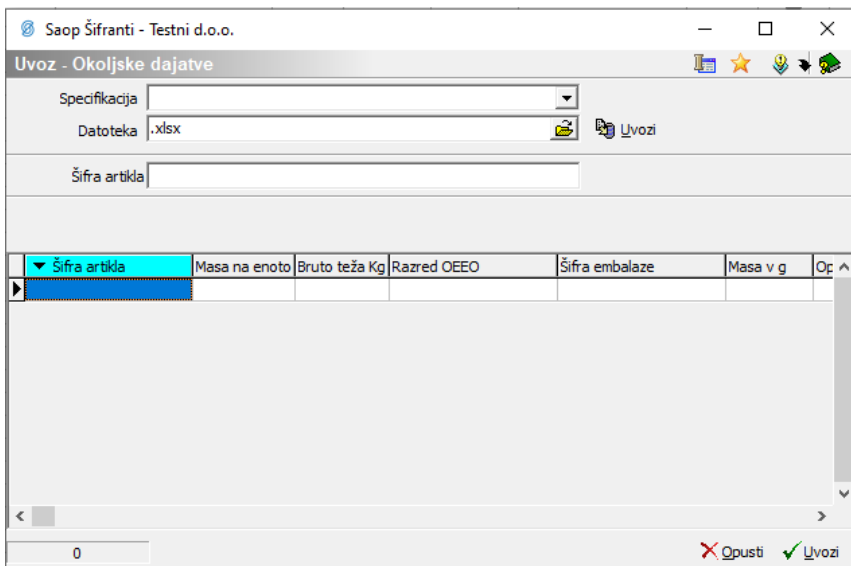 Saop Šifranti - Testni d.o.o.
Uvoz - Okoljske dajatve
Specifikacija
Datoteka .xlsx Uvozi
Šifra artikla
Šifra artikla Masa na enoto Bruto teža Kg Razred OEEO Šifra embalaze Masa v g Op
0 Opusti Uvozi